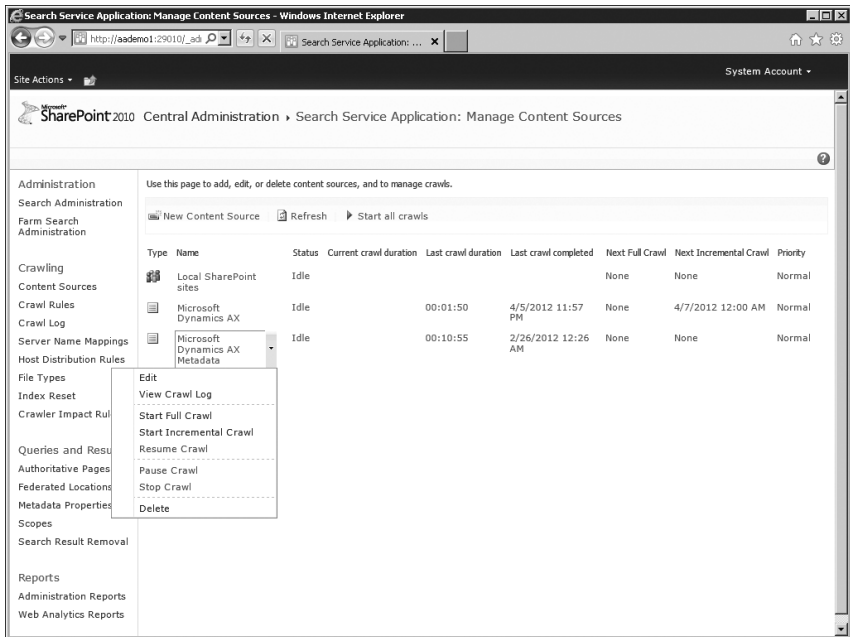 Search Service Application: Manage Content Sources - Windows Internet Explorer
http://aademo1:29010/_adi
Search Service Application: ...
Site Actions
System Account
Microsoft
SharePoint 2010
Central Administration
Search Service Application: Manage Content Sources
Administration
Search Administration
Farm Search
Administration
Crawling
Content Sources
Crawl Rules
Crawl Log
Server Name Mappings
Host Distribution Rules
File Types
Index Reset
Crawler Impact Rul
Queries and Resu
Authoritative Pages
Federated Locations
Metadata Properties
Scopes
Search Result Removal
Reports
Administration Reports
Web Analytics Reports
Use this page to add, edit, or delete content sources, and to manage crawls.
New Content Source
Refresh
Start all crawls
Type Name Status Current crawl duration Last crawl duration Last crawl completed Next Full Crawl Next Incremental Crawl Priority
Local SharePoint Idle None None Normal
sites
Microsoft Idle 00:01:50 4/5/2012 11:57 None 4/7/2012 12:00 AM Normal
Dynamics AX PM
Microsoft Idle 00:10:55 2/26/2012 12:26 None None Normal
Dynamics AX AM
Metadata
Edit
View Crawl Log
Start Full Crawl
Start Incremental Crawl
Resume Crawl
Pause Crawl
Stop Crawl
Delete